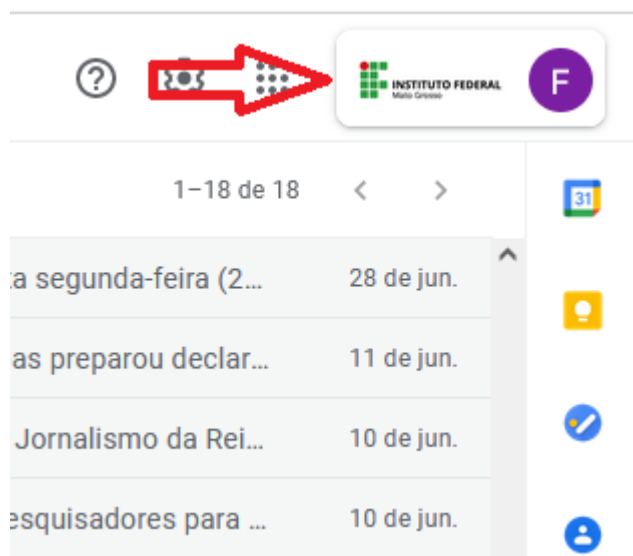 INSTITUTO FEDERAL
Mato Grosso
F
1–18 de 18
31
ta segunda-feira (2...
28 de jun.
as preparou declar...
11 de jun.
Jornalismo da Rei...
10 de jun.
esquisadores para ...
10 de jun.